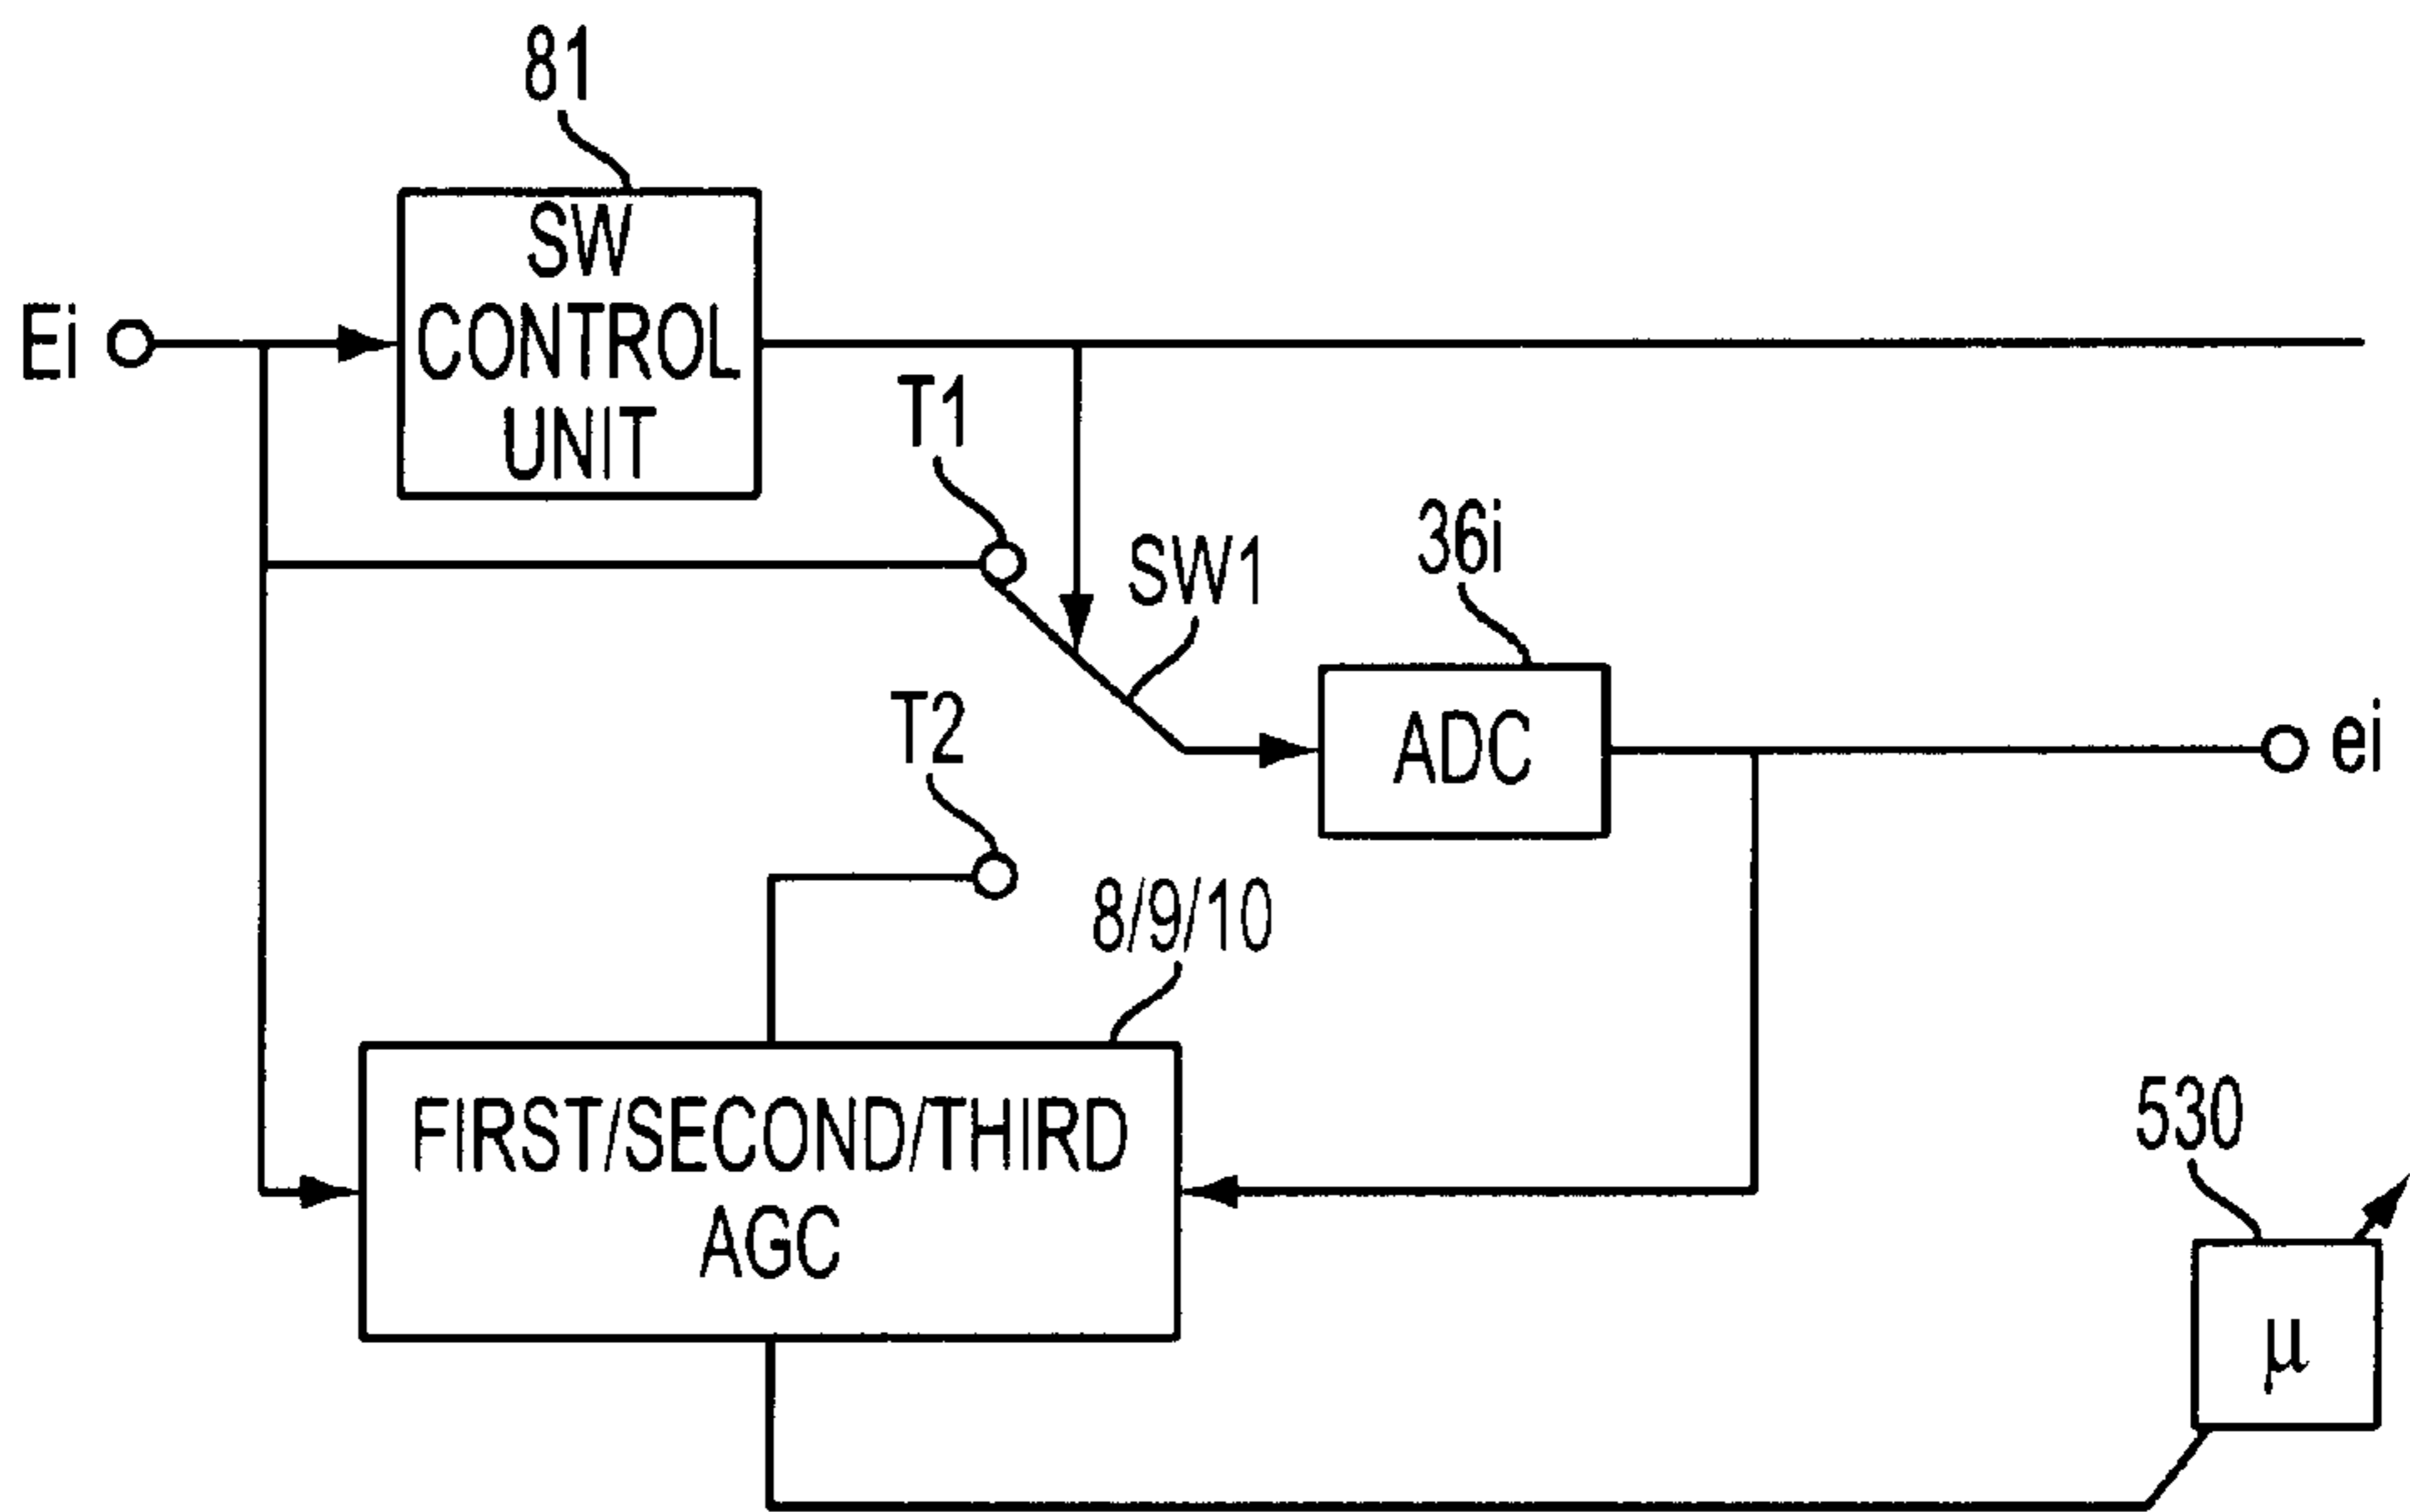 81
SW
CONTROL
UNIT
Ei
T1
SW1
36i
ADC
ei
T2
8/9/10
FIRST/SECOND/THIRD
AGC
530
μ